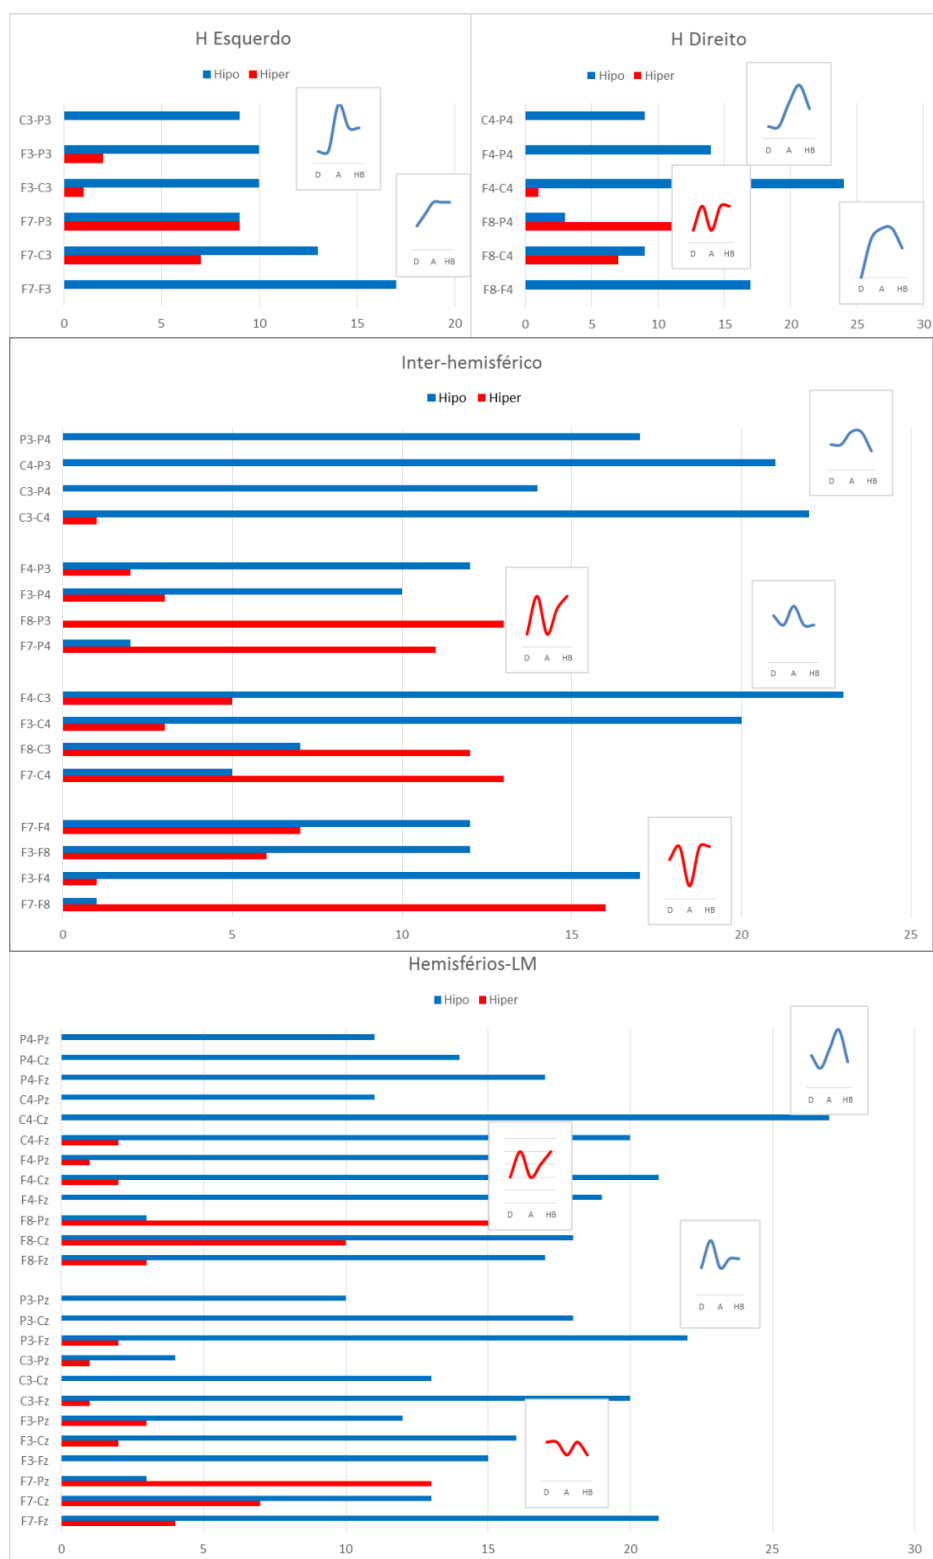 H Esquerdo
Hipo Hiper
C3-P3
F3-P3
F3-C3
F7-P3
F7-C3
F7-F3
0 5 10 15 20
D A HB
D A HB
H Direito
Hipo Hiper
C4-P4
F4-P4
F4-C4
F8-P4
F8-C4
F8-F4
0 5 10 15 20 25 30
D A HB
D A HB
D A HB
Inter-hemisférico
Hipo Hiper
P3-P4
C4-P3
C3-P4
C3-C4
F4-P3
F3-P4
F8-P3
F7-P4
F4-C3
F3-C4
F8-C3
F7-C4
F7-F4
F3-F8
F3-F4
F7-F8
0 5 10 15 20 25
D A HB
D A HB
D A HB
D A HB
Hemisférios-LM
Hipo Hiper
P4-Pz
P4-Cz
P4-Fz
C4-Pz
C4-Cz
C4-Fz
F4-Pz
F4-Cz
F4-Fz
F8-Pz
F8-Cz
F8-Fz
P3-Pz
P3-Cz
P3-Fz
C3-Pz
C3-Cz
C3-Fz
F3-Pz
F3-Cz
F3-Fz
F7-Pz
F7-Cz
F7-Fz
0 5 10 15 20 25 30
D A HB
D A HB
D A HB
D A HB